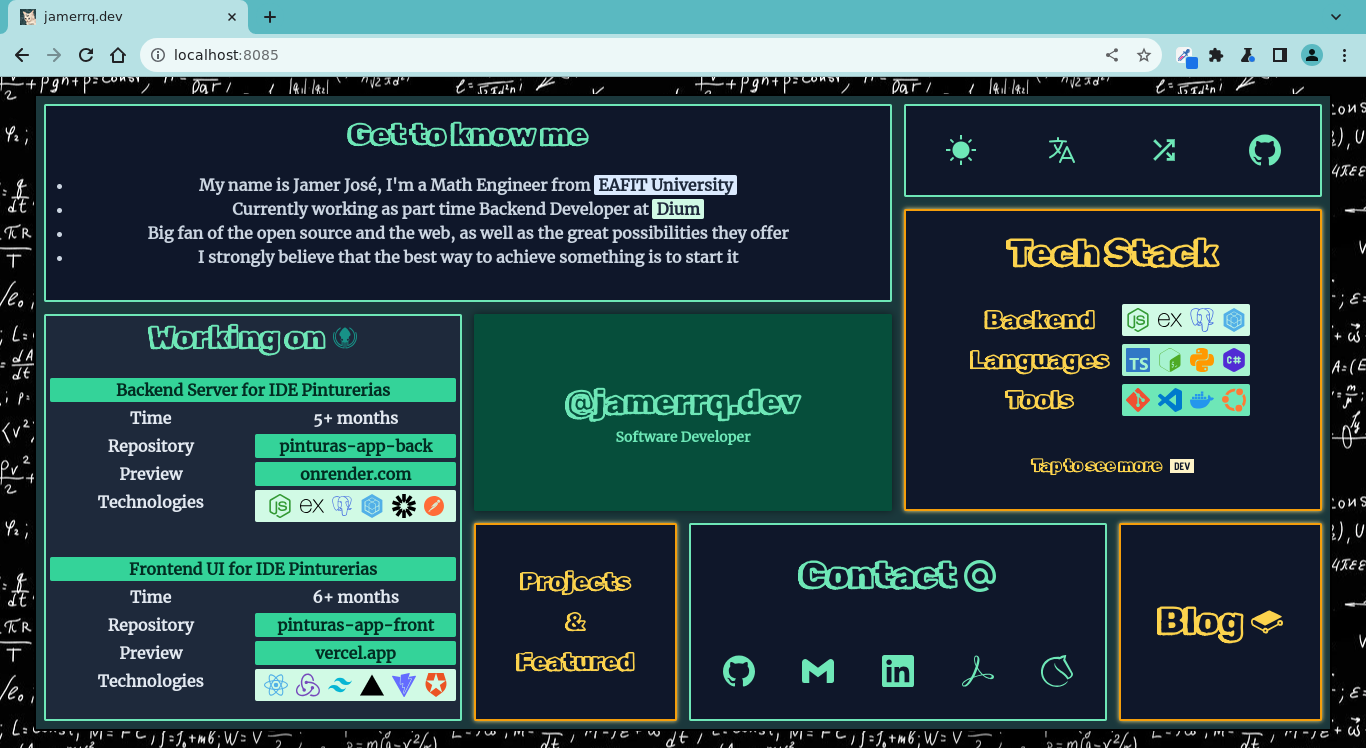 jamerrq.dev
localhost:8085
Get to know me
My name is Jamer José, I'm a Math Engineer from EAFIT University
Currently working as part time Backend Developer at Dium
Big fan of the open source and the web, as well as the great possibilities they offer
I strongly believe that the best way to achieve something is to start it
Tech Stack
Backend
JS ex
Languages
TS C#
Tools
Tap to see more DEV
Working on
Backend Server for IDE Pinturerias
Time 5+ months
Repository pinturas-app-back
Preview onrender.com
Technologies JS ex
Frontend UI for IDE Pinturerias
Time 6+ months
Repository pinturas-app-front
Preview vercel.app
Technologies
@jamerrq.dev
Software Developer
Projects
&
Featured
Contact @
in
Blog